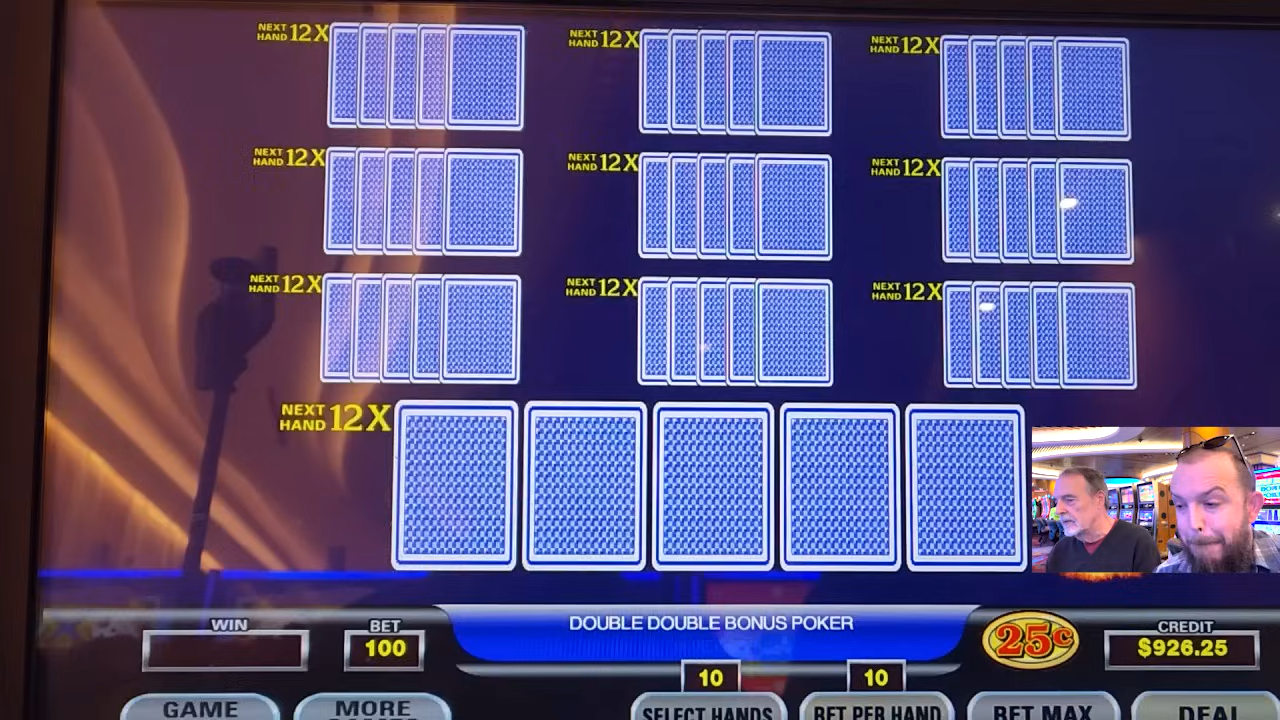 NEXT HAND 12X
NEXT HAND 12X
NEXT HAND 12X
NEXT HAND 12X
NEXT HAND 12X
NEXT HAND 12X
NEXT HAND 12X
NEXT HAND 12X
NEXT HAND 12X
NEXT HAND 12X
WIN
BET
100
DOUBLE DOUBLE BONUS POKER
25¢
CREDIT
$926.25
10
10
GAME
MORE
GAMES
SELECT HANDS
BET PER HAND
BET MAX
DEAL